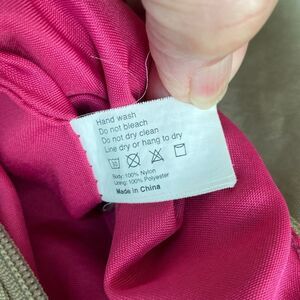 Hand wash
Do not bleach
Do not dry clean
Line dry or hang to dry
Body: 100% Nylon
Lining: 100% Polyester
Made in China